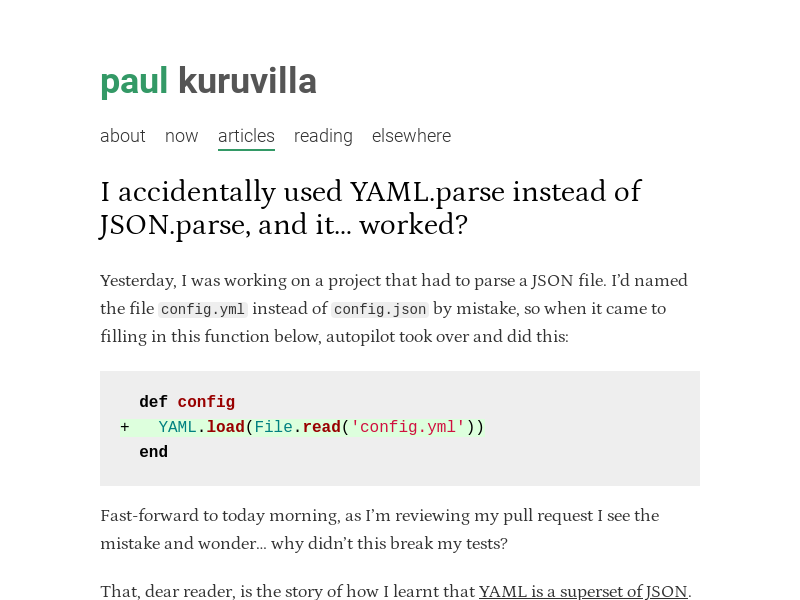 paul kuruvilla
about now articles reading elsewhere
I accidentally used YAML.parse instead of
JSON.parse, and it… worked?
Yesterday, I was working on a project that had to parse a JSON file. I’d named
the file config.yml instead of config.json by mistake, so when it came to
filling in this function below, autopilot took over and did this:
def config
+   YAML.load(File.read('config.yml'))
end
Fast-forward to today morning, as I’m reviewing my pull request I see the
mistake and wonder… why didn’t this break my tests?
That, dear reader, is the story of how I learnt that YAML is a superset of JSON.